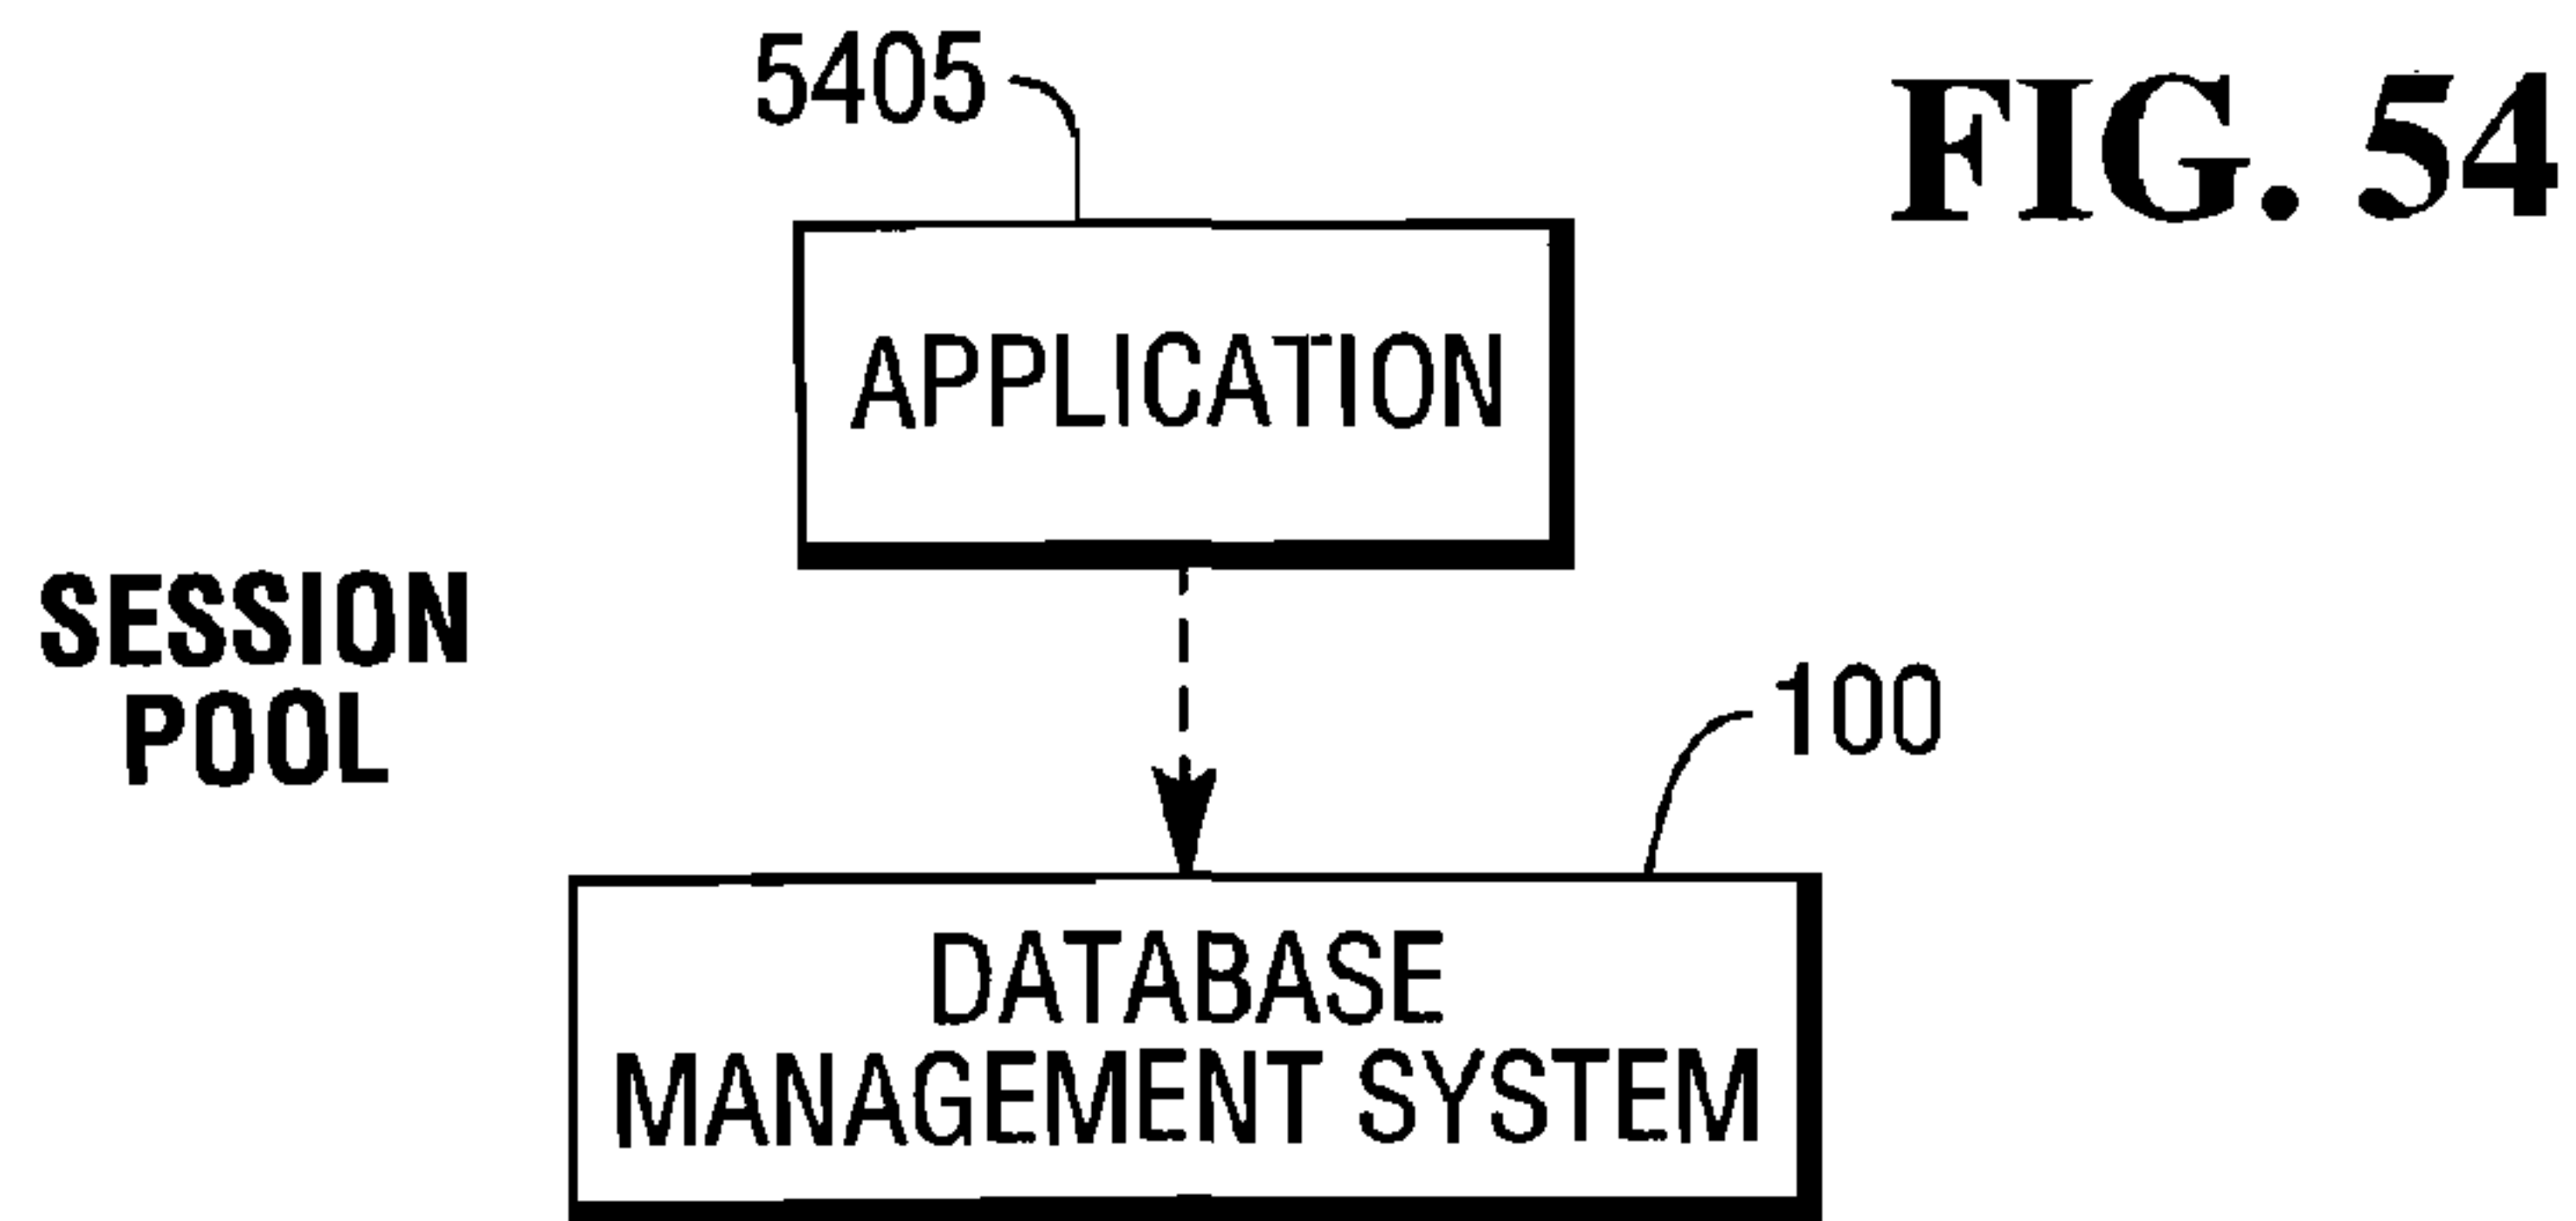 5405
FIG. 54
APPLICATION
SESSION
POOL
100
DATABASE
MANAGEMENT SYSTEM